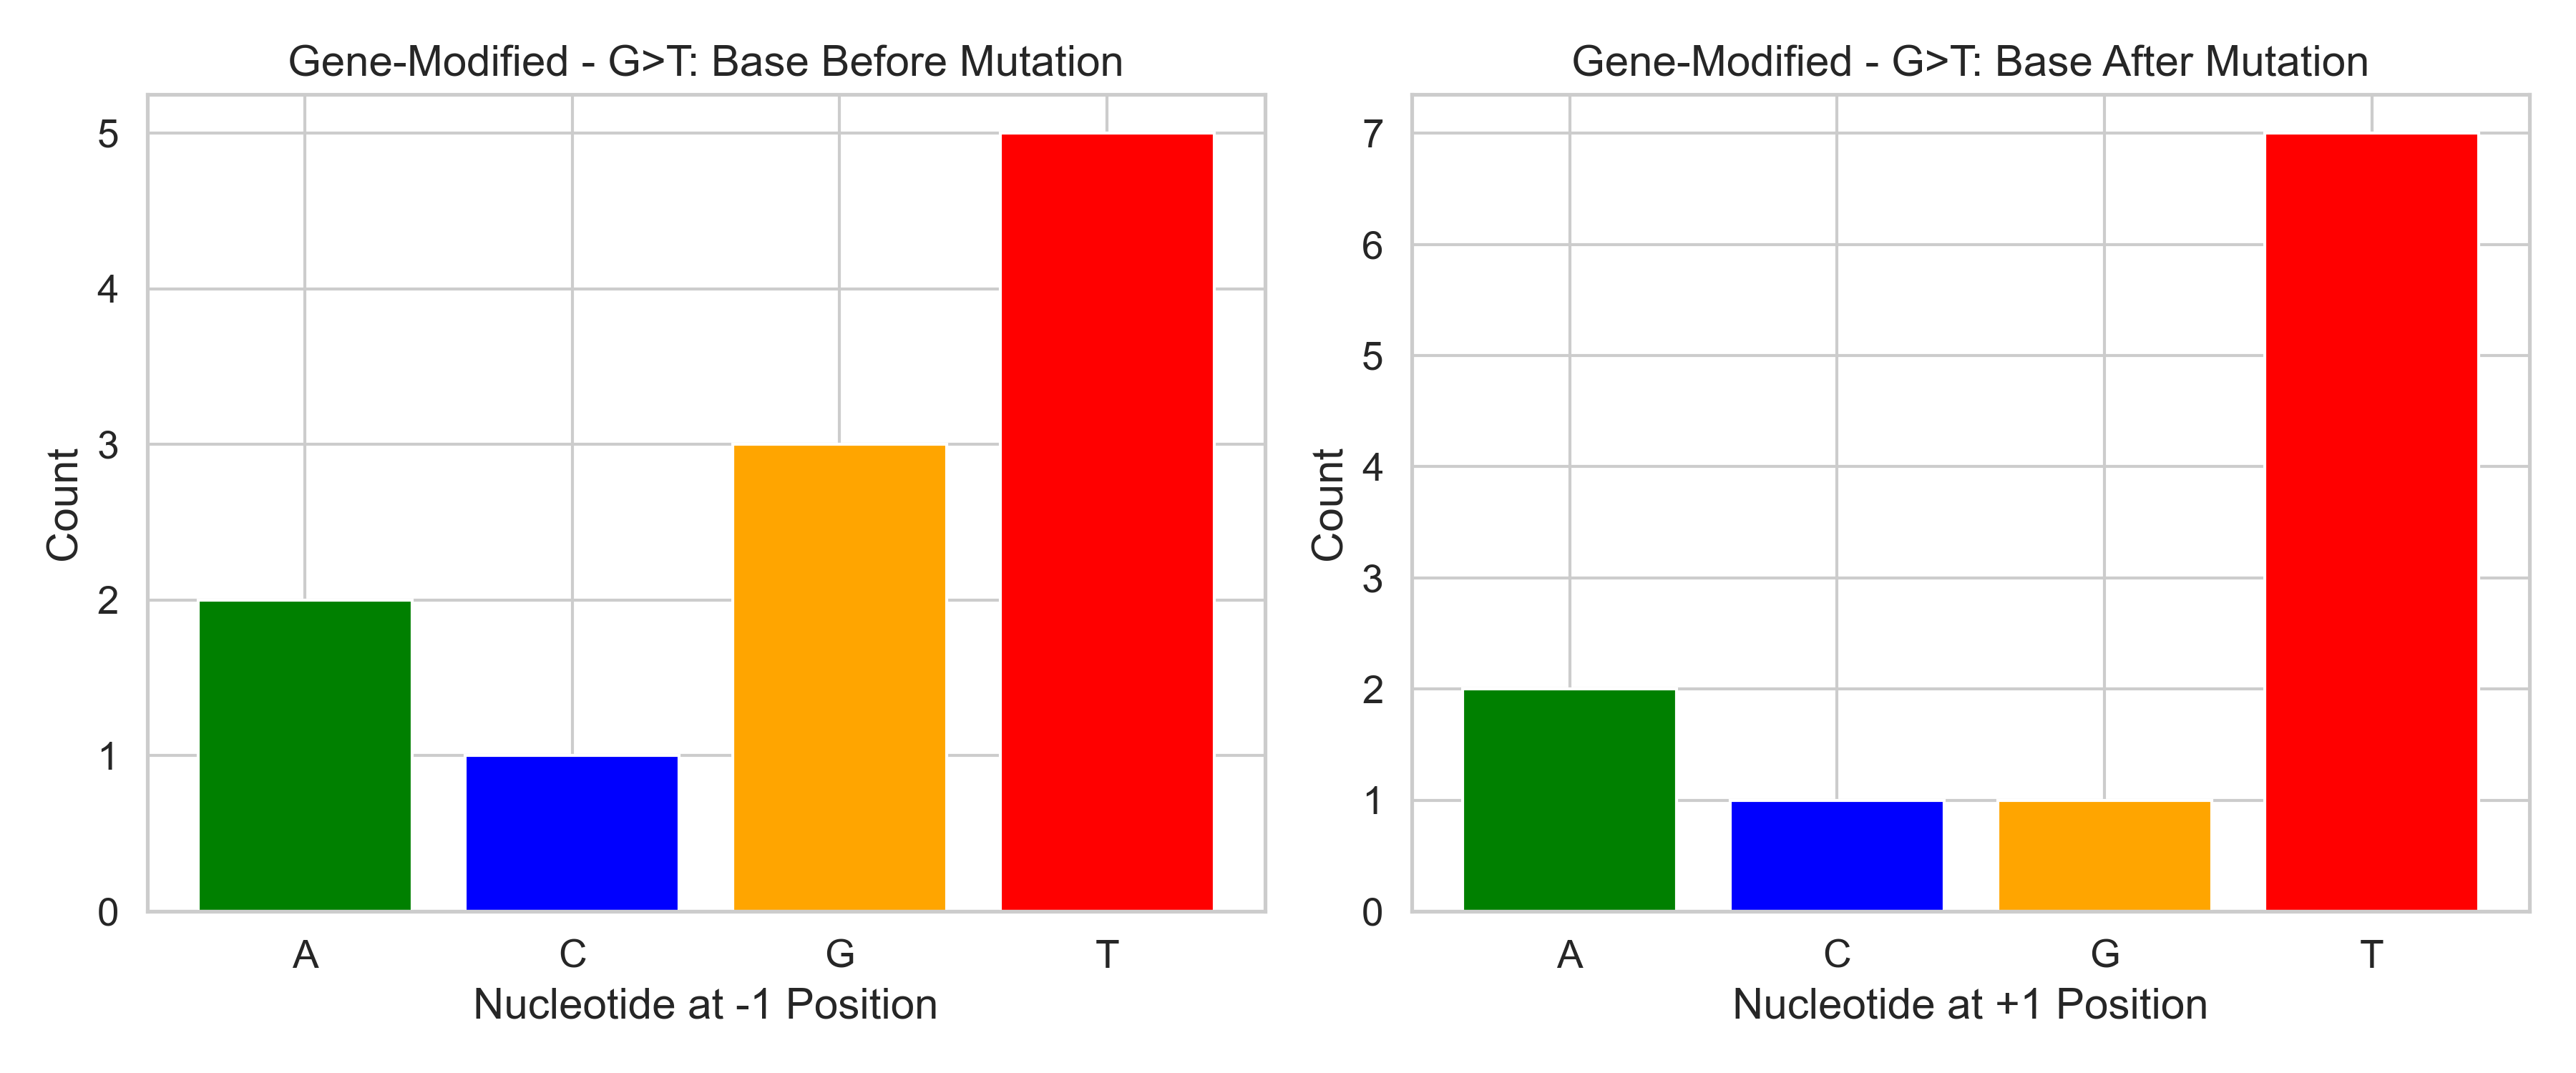 Gene-Modified - G>T: Base Before Mutation
5
4
3
2
1
0
Count
A C G T
Nucleotide at -1 Position
Gene-Modified - G>T: Base After Mutation
7
6
5
4
3
2
1
0
Count
A C G T
Nucleotide at +1 Position